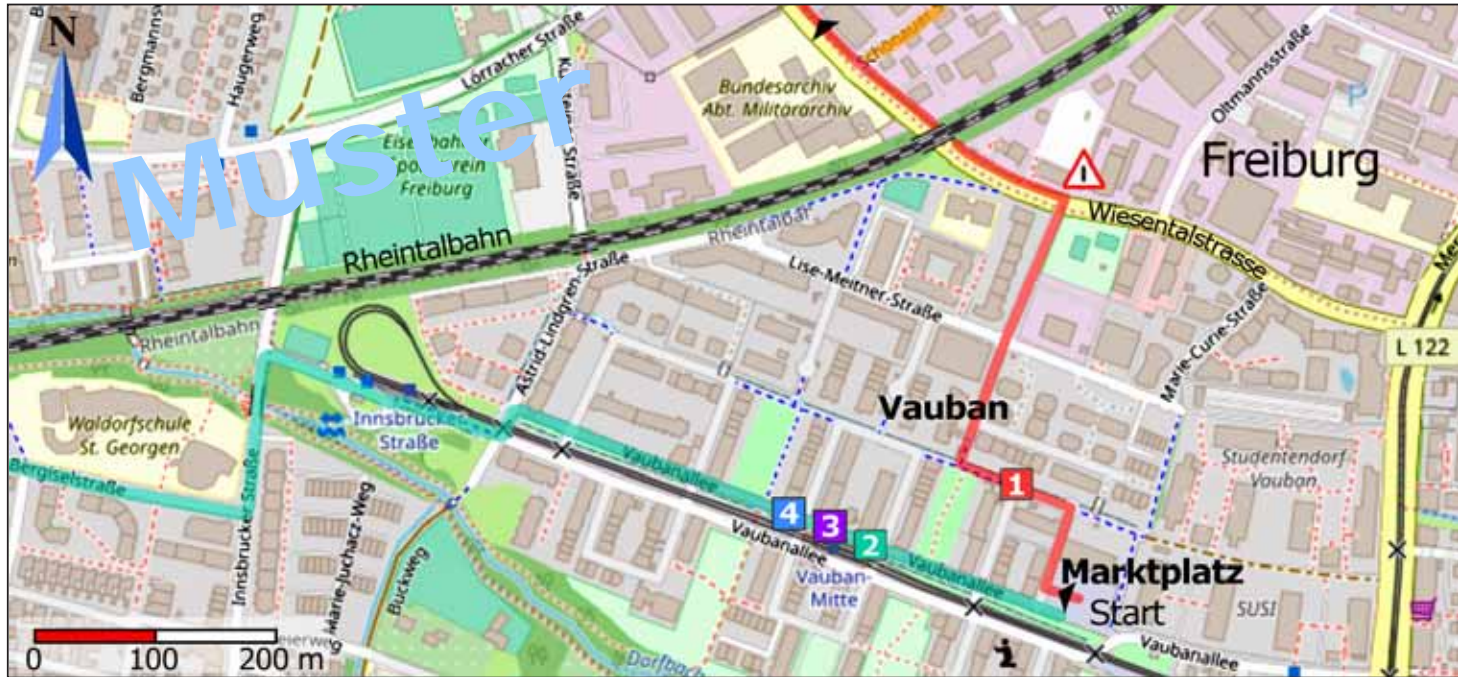 N
Bergmannsw
Haugerweg
Lörracher Straße
Muster
Eisenbahner
Sportverein
Freiburg
Bundesarchiv
Abt. Militärarchiv
Oltmannsstraße
P
Freiburg
Wiesentalstrasse
Rheintalbahn
Rheintalbahn
Lise-Meitner-Straße
Astrid-Lindgren-Straße
Marie-Curie-Straße
L 122
Rheintalbahn
Waldorfschule
St. Georgen
Innsbrucker
Straße
Vauban
Studentendorf
Vauban
Bergiselstraße
Innsbrucker Straße
Marie-Juchacz-Weg
Buckweg
Vaubanallee
1
4
3
2
Vaubanallee
Vaubanallee
Vauban-
Mitte
Marktplatz
Start
SUSI
Vaubanallee
Dorfbach
0 100 200 m